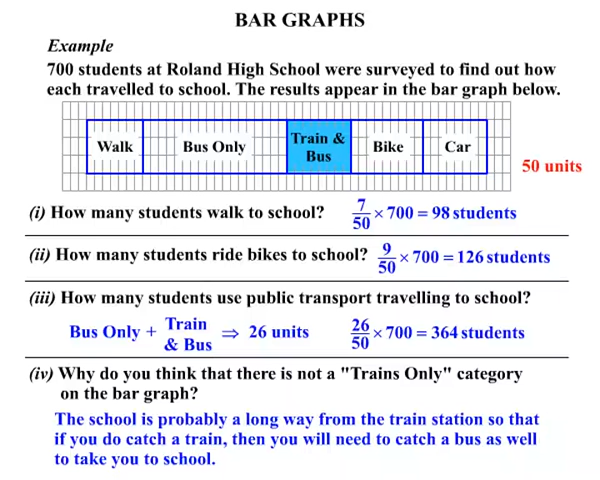 BAR GRAPHS
Example
700 students at Roland High School were surveyed to find out how
each travelled to school. The results appear in the bar graph below.
Walk Bus Only Train & Bus Bike Car
50 units
(i) How many students walk to school? 7/50 × 700 = 98 students
(ii) How many students ride bikes to school? 9/50 × 700 = 126 students
(iii) How many students use public transport travelling to school?
Bus Only + Train & Bus ⇒ 26 units 26/50 × 700 = 364 students
(iv) Why do you think that there is not a "Trains Only" category
on the bar graph?
The school is probably a long way from the train station so that
if you do catch a train, then you will need to catch a bus as well
to take you to school.